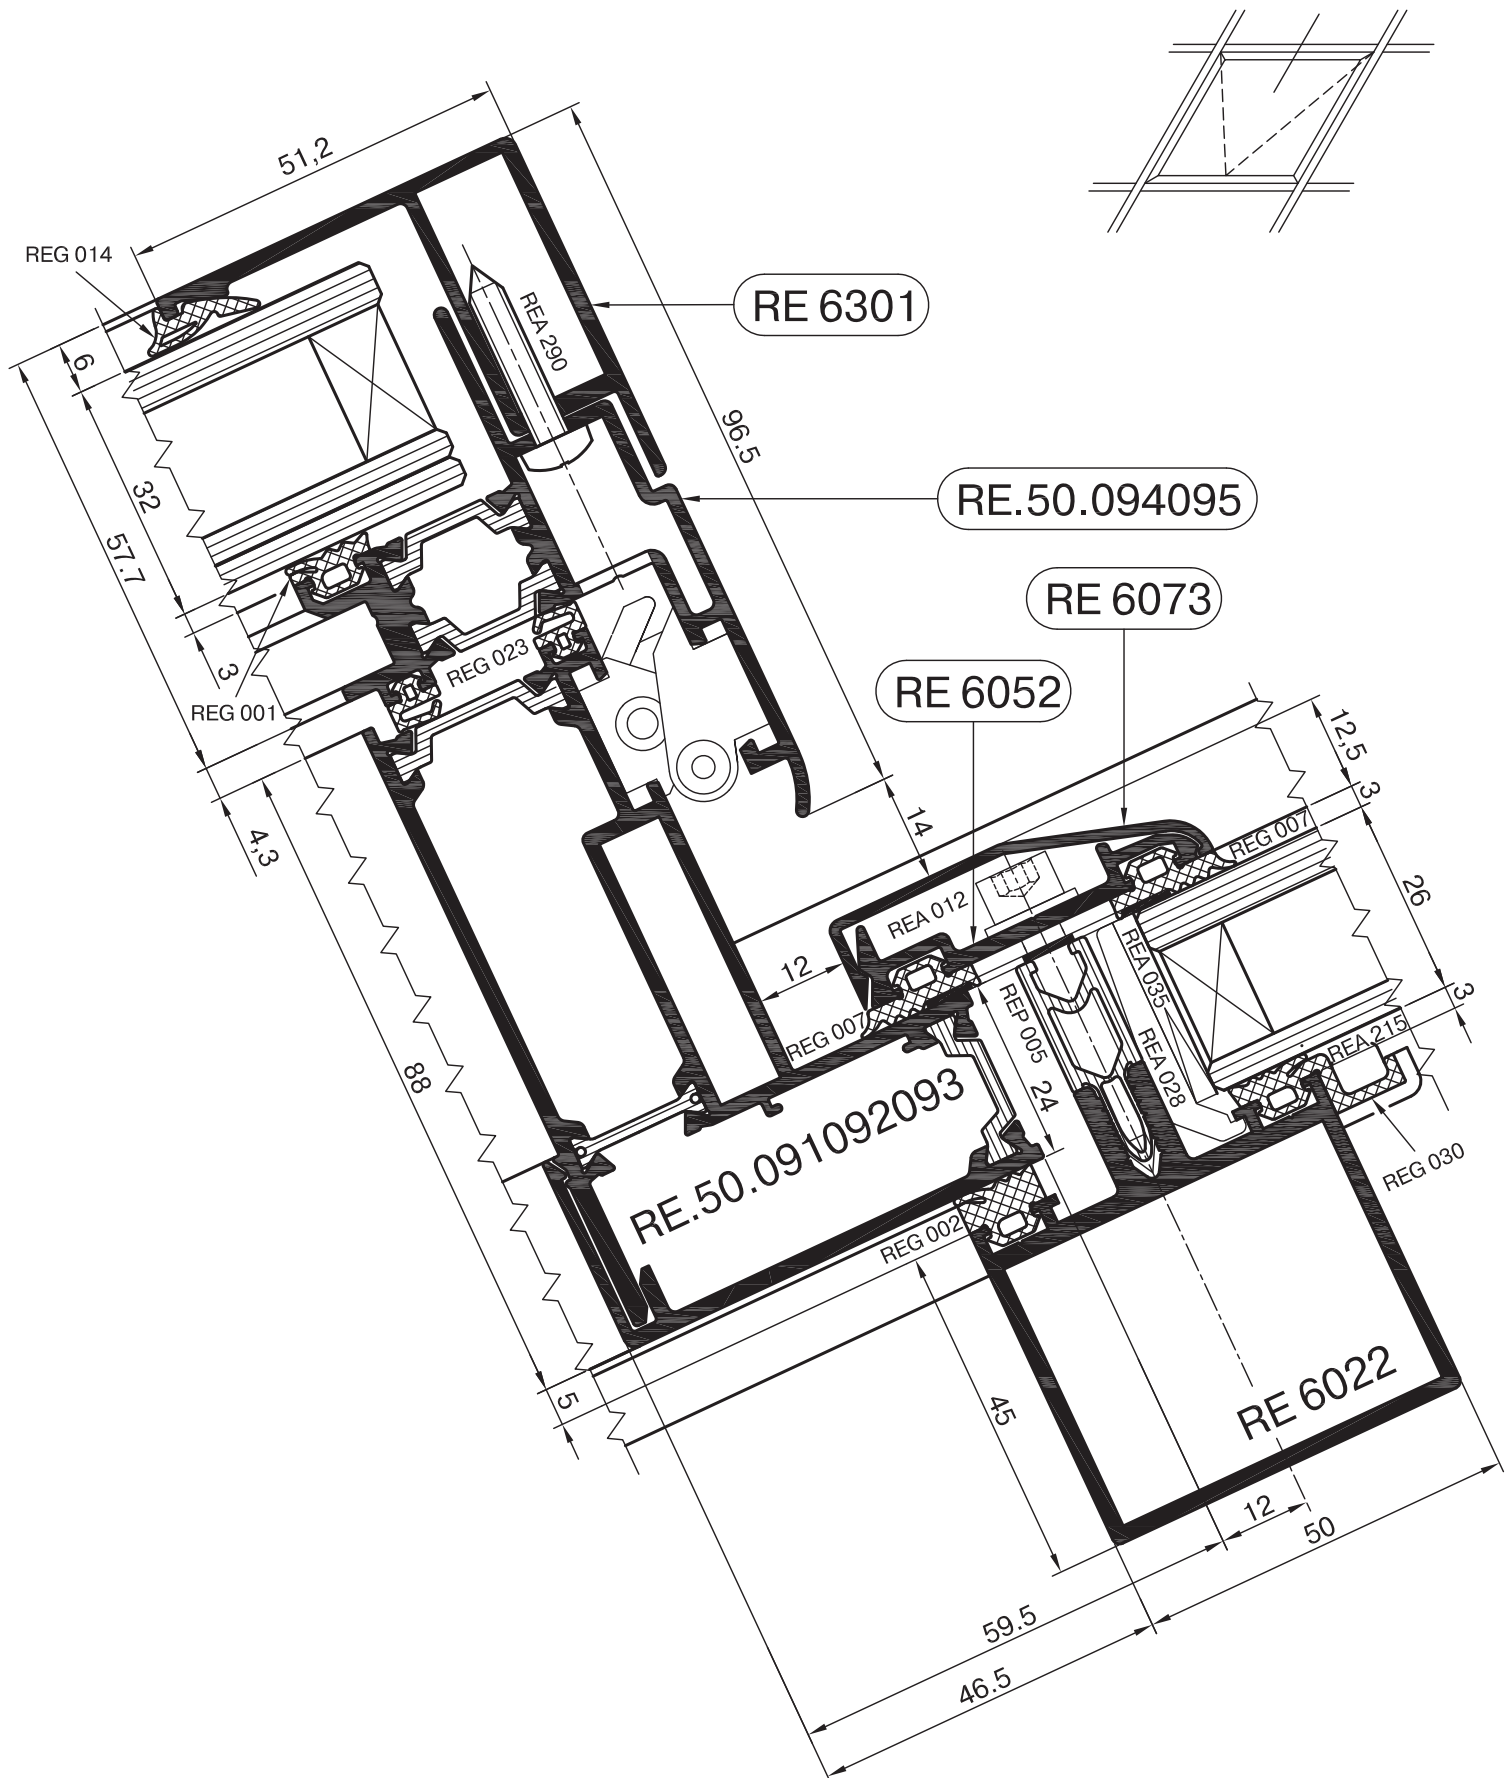 51,2
REG 014
RE 6301
REA 290
6
96.5
32
RE.50.094095
57.7
RE 6073
3
REG 023
RE 6052
REG 001
12,5
3
4,3
14
REG 007
26
REA 012
12
REA 035
3
REP 005
REG 007
REA 215
88
24
REA 028
RE.50.091092093
REG 030
REG 002
5
45
RE 6022
12
50
59.5
46.5